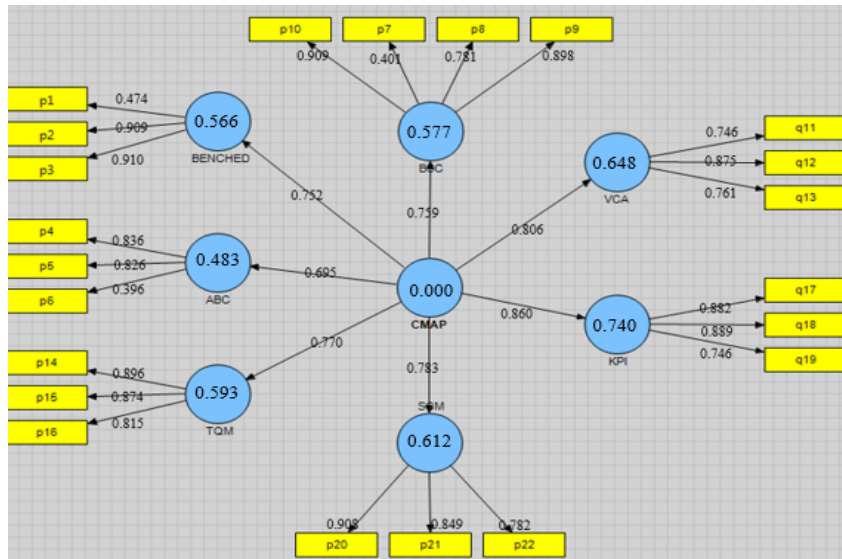 p10
p7
p8
p9
0.909
0.401
0.781
0.898
p1
p2
p3
0.474
0.909
0.910
0.566
BENCHED
0.577
BSC
0.648
VCA
0.746
0.875
0.761
q11
q12
q13
0.752
0.759
0.806
p4
p5
p6
0.836
0.826
0.396
0.483
ABC
0.695
0.000
CMAP
0.860
0.740
KPI
0.882
0.889
0.746
q17
q18
q19
0.770
0.783
p14
p15
p16
0.896
0.874
0.815
0.593
TQM
SCM
0.612
0.908
0.849
0.782
p20
p21
p22